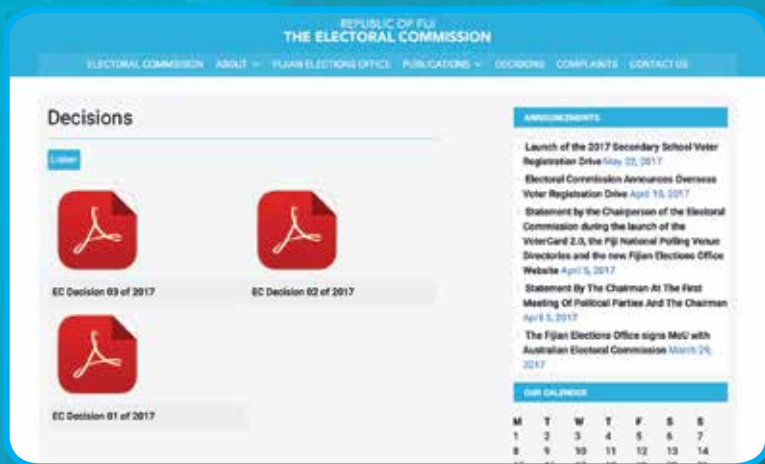 REPUBLIC OF FIJI
THE ELECTORAL COMMISSION
ELECTORAL COMMISSION ABOUT FIJIAN ELECTIONS OFFICE PUBLICATIONS DECISIONS COMPLAINTS CONTACT US
Decisions
EC Decision 03 of 2017
EC Decision 02 of 2017
EC Decision 01 of 2017
ANNOUNCEMENTS
Launch of the 2017 Secondary School Voter
Registration Drive May 22, 2017
Electoral Commission Announces Overseas
Voter Registation Drive April 10, 2017
Statement by the Chairperson of the Electoral
Commission during the launch of the
VoterCard 2.0, the Fiji National Polling Venue
Directories and the new Fijian Elections Office
Website April 5, 2017
Statement By The Chairman At The First
Meeting Of Political Parties And The Chairman
April 5, 2017
The Fijian Elections Office signs MoU with
Australian Electoral Commission March 29,
2017
OUR CALENDER
M T W T F S S
1 2 3 4 5 6 7
8 9 10 11 12 13 14